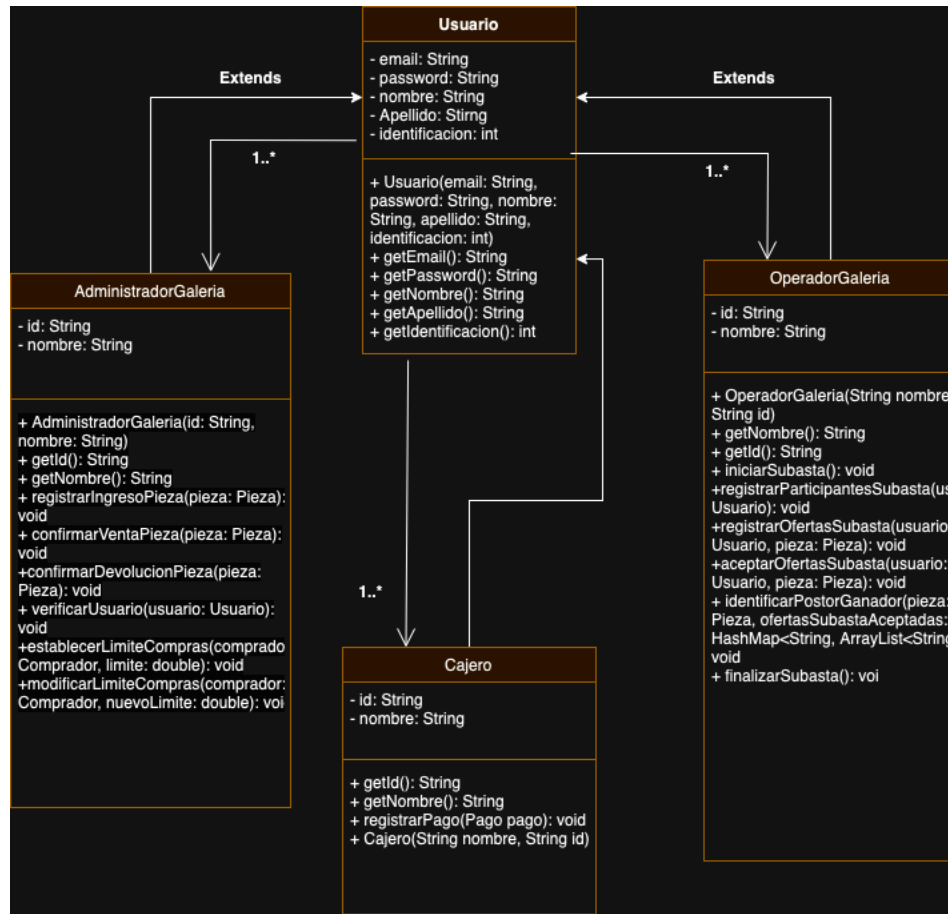 Usuario
- email: String
- password: String
- nombre: String
- Apellido: Stirng
- identificacion: int
+ Usuario(email: String,
password: String, nombre:
String, apellido: String,
identificacion: int)
+ getEmail(): String
+ getPassword(): String
+ getNombre(): String
+ getApellido(): String
+ getIdentificacion(): int
Extends
Extends
1..*
1..*
1..*
AdministradorGaleria
- id: String
- nombre: String
+ AdministradorGaleria(id: String,
nombre: String)
+ getId(): String
+ getNombre(): String
+ registrarIngresoPieza(pieza: Pieza):
void
+ confirmarVentaPieza(pieza: Pieza):
void
+confirmarDevolucionPieza(pieza:
Pieza): void
+ verificarUsuario(usuario: Usuario):
void
+establecerLimiteCompras(comprado
Comprador, limite: double): void
+modificarLimiteCompras(comprador:
Comprador, nuevoLimite: double): voi
OperadorGaleria
- id: String
- nombre: String
+ OperadorGaleria(String nombre
String id)
+ getNombre(): String
+ getId(): String
+ iniciarSubasta(): void
+registrarParticipantesSubasta(us
Usuario): void
+registrarOfertasSubasta(usuario
Usuario, pieza: Pieza): void
+aceptarOfertasSubasta(usuario:
Usuario, pieza: Pieza): void
+ identificarPostorGanador(pieza:
Pieza, ofertasSubastaAceptadas:
HashMap<String, ArrayList<String
void
+ finalizarSubasta(): voi
Cajero
- id: String
- nombre: String
+ getId(): String
+ getNombre(): String
+ registrarPago(Pago pago): void
+ Cajero(String nombre, String id)